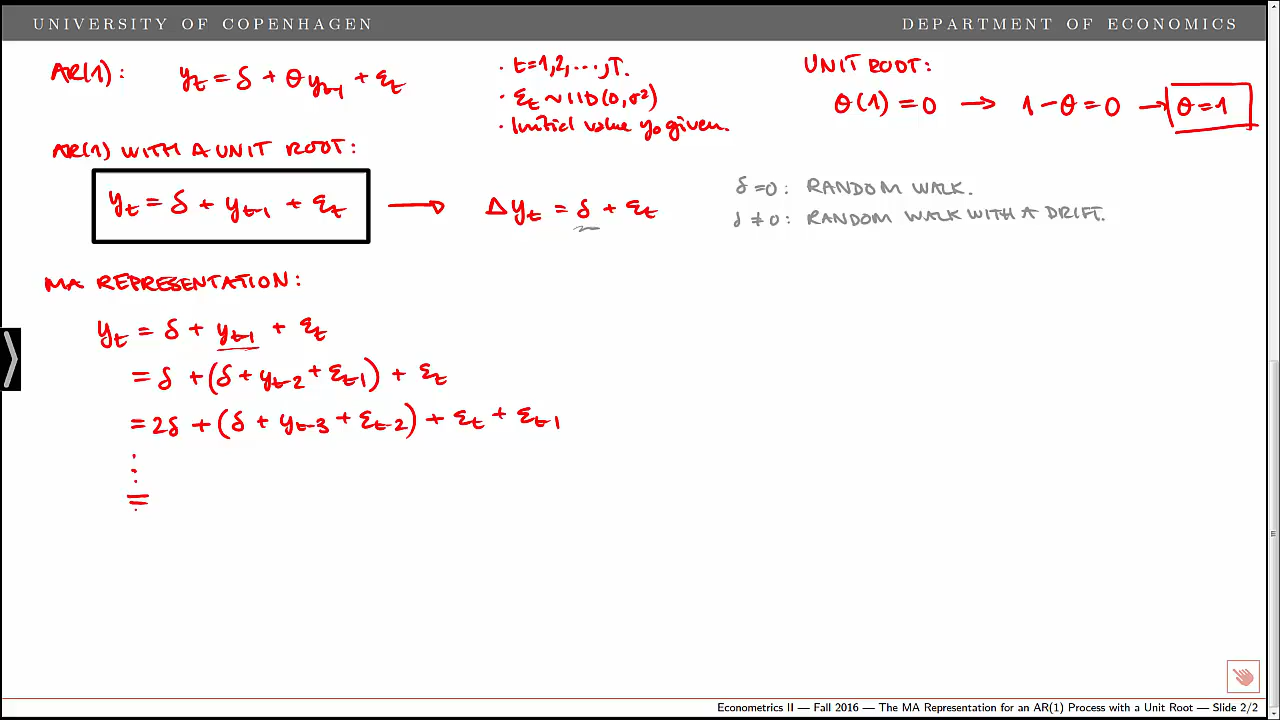 UNIVERSITY OF COPENHAGEN
DEPARTMENT OF ECONOMICS
AR(1): y_t = δ + θy_{t-1} + ε_t
· t=1,2,...,T.
· ε_t ~ IID(0,σ²)
· Initial value y_0 given.
UNIT ROOT:
θ(1) = 0 → 1-θ=0 → θ=1
AR(1) WITH A UNIT ROOT:
y_t = δ + y_{t-1} + ε_t → Δy_t = δ + ε_t
δ=0: RANDOM WALK.
δ≠0: RANDOM WALK WITH A DRIFT.
MA REPRESENTATION:
y_t = δ + y_{t-1} + ε_t
= δ + (δ + y_{t-2} + ε_{t-1}) + ε_t
= 2δ + (δ + y_{t-3} + ε_{t-2}) + ε_t + ε_{t-1}
⋮
=
Econometrics II — Fall 2016 — The MA Representation for an AR(1) Process with a Unit Root — Slide 2/2